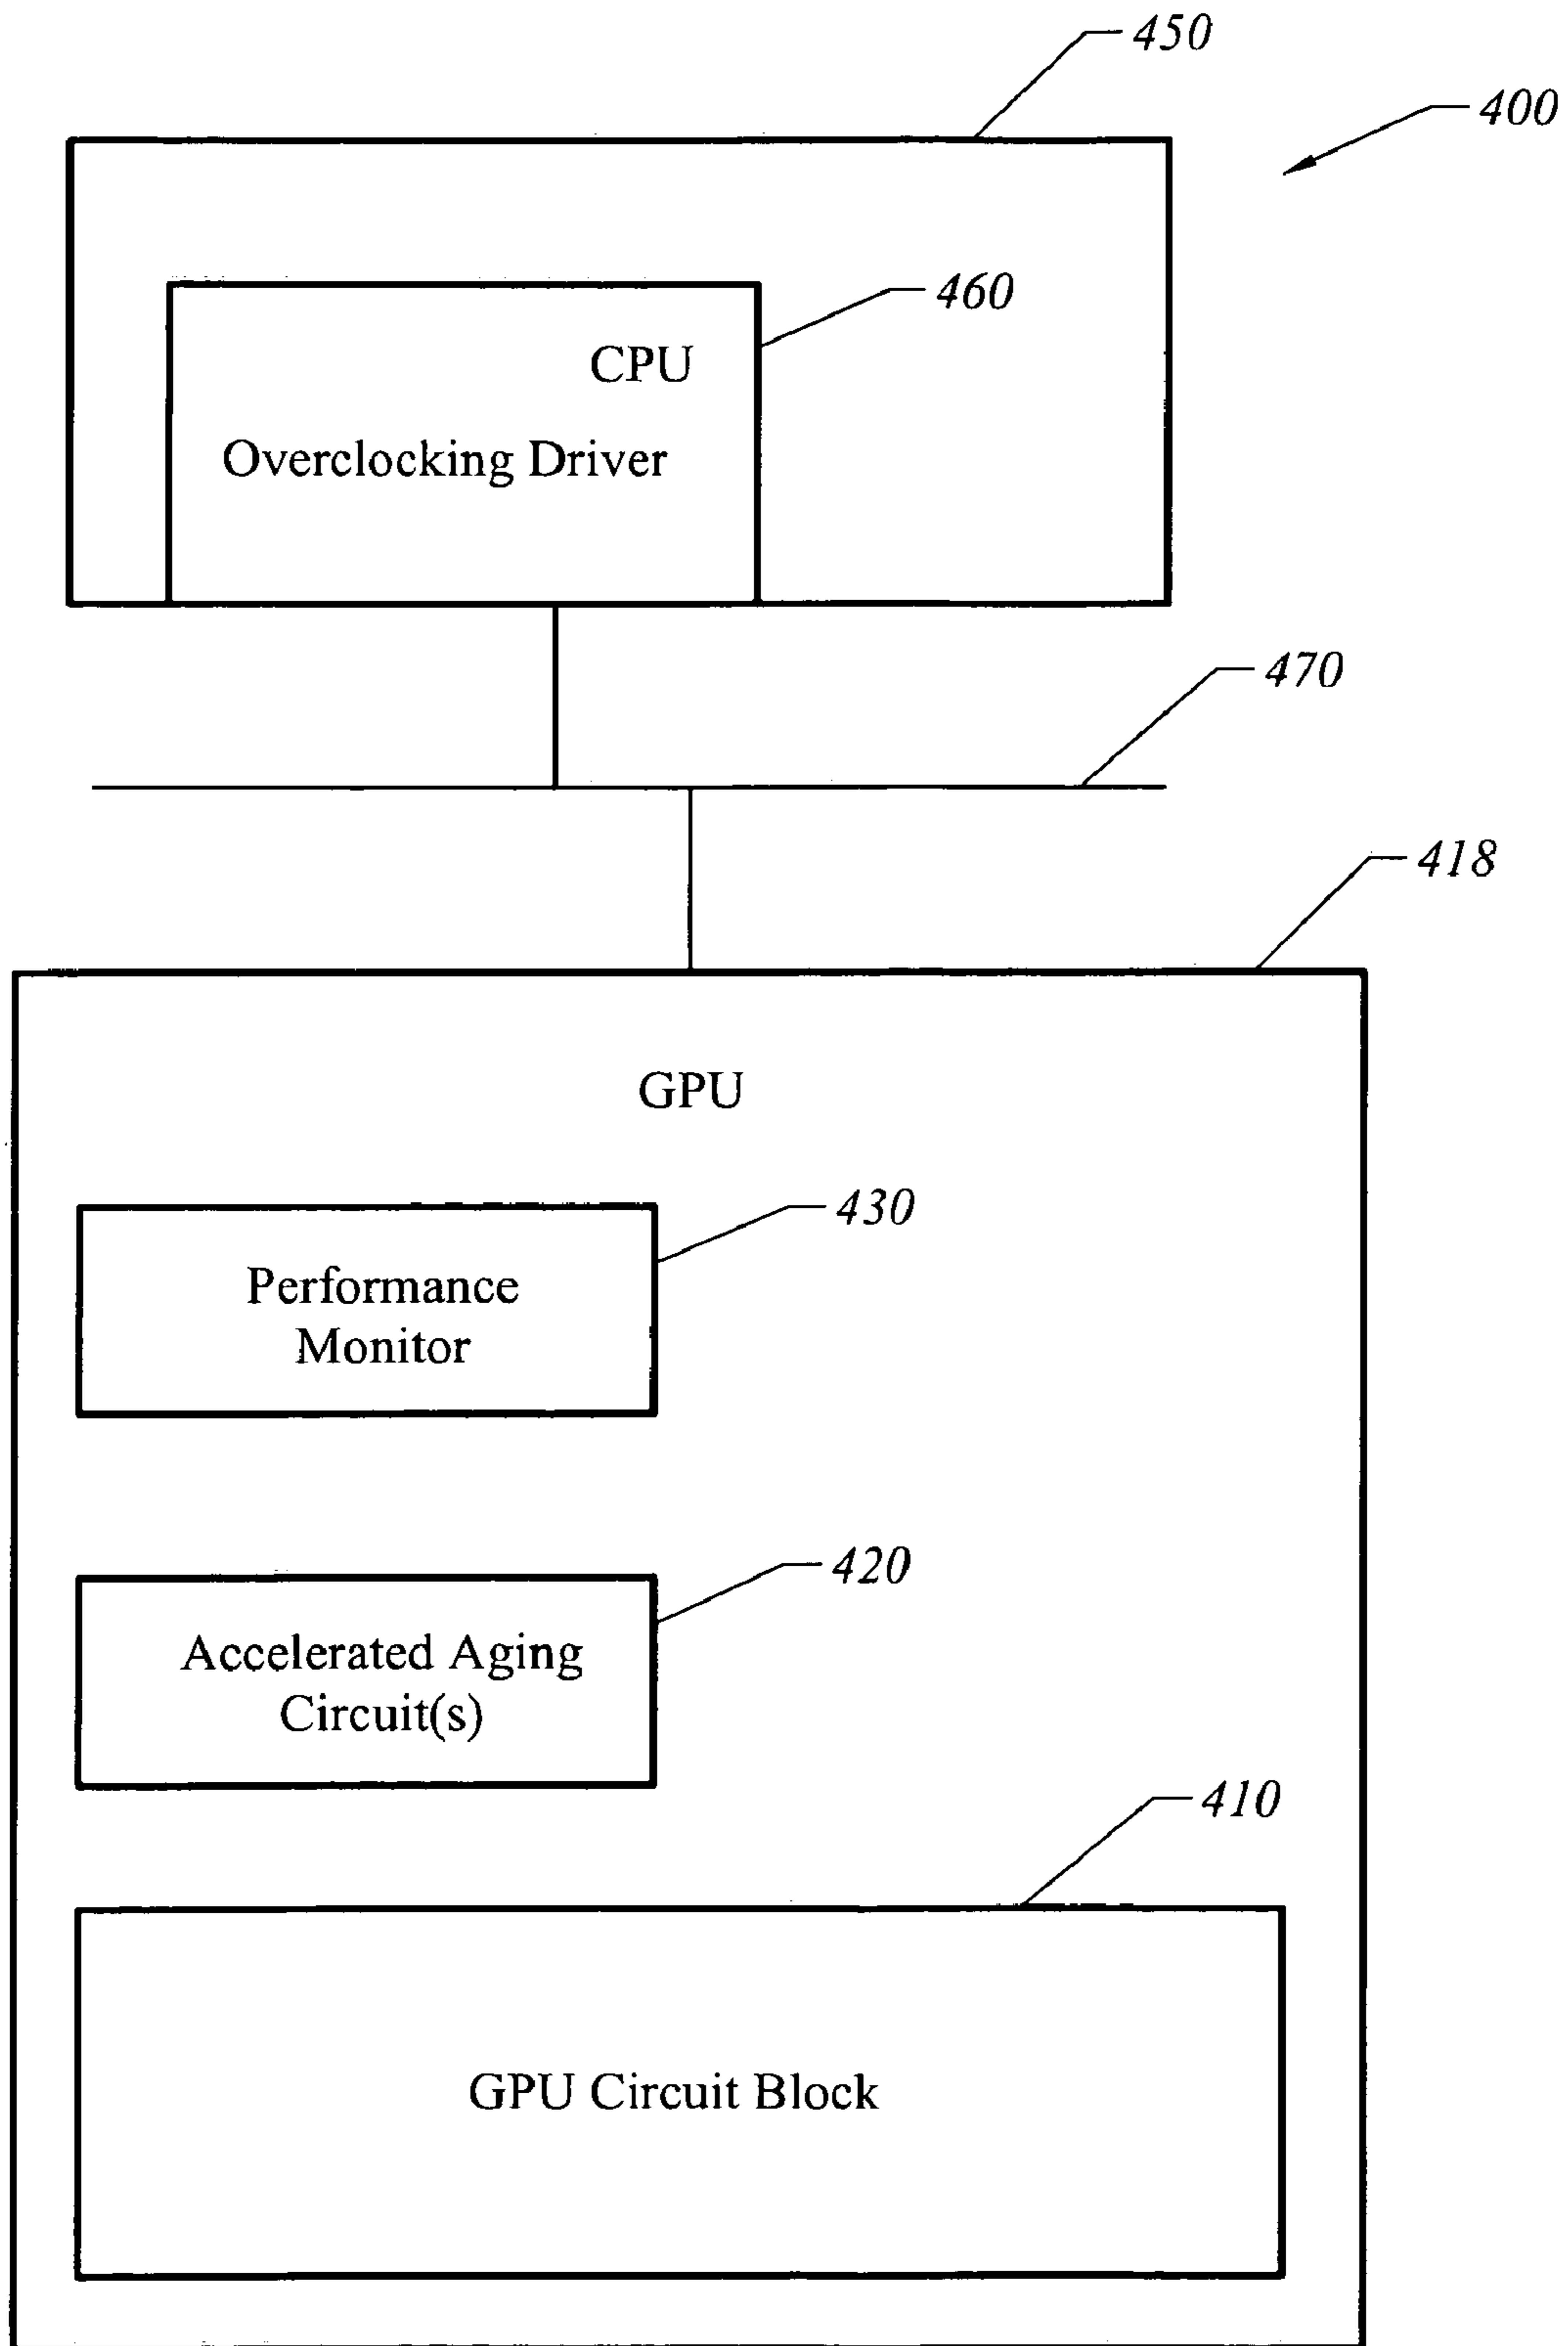 450
400
460
CPU
Overclocking Driver
470
418
GPU
430
Performance
Monitor
420
Accelerated Aging
Circuit(s)
410
GPU Circuit Block